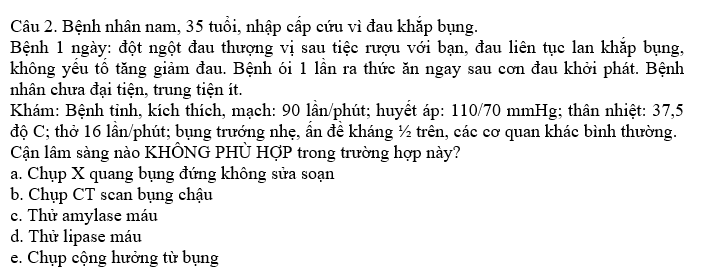 Câu 2. Bệnh nhân nam, 35 tuổi, nhập cấp cứu vì đau khắp bụng.
Bệnh 1 ngày: đột ngột đau thượng vị sau tiệc rượu với bạn, đau liên tục lan khắp bụng,
không yếu tố tăng giảm đau. Bệnh ói 1 lần ra thức ăn ngay sau cơn đau khởi phát. Bệnh
nhân chưa đại tiện, trung tiện ít.
Khám: Bệnh tỉnh, kích thích, mạch: 90 lần/phút; huyết áp: 110/70 mmHg; thân nhiệt: 37,5
độ C; thở 16 lần/phút; bụng trướng nhẹ, ấn đề kháng ½ trên, các cơ quan khác bình thường.
Cận lâm sàng nào KHÔNG PHÙ HỢP trong trường hợp này?
a. Chụp X quang bụng đứng không sửa soạn
b. Chụp CT scan bụng chậu
c. Thử amylase máu
d. Thử lipase máu
e. Chụp cộng hưởng từ bụng